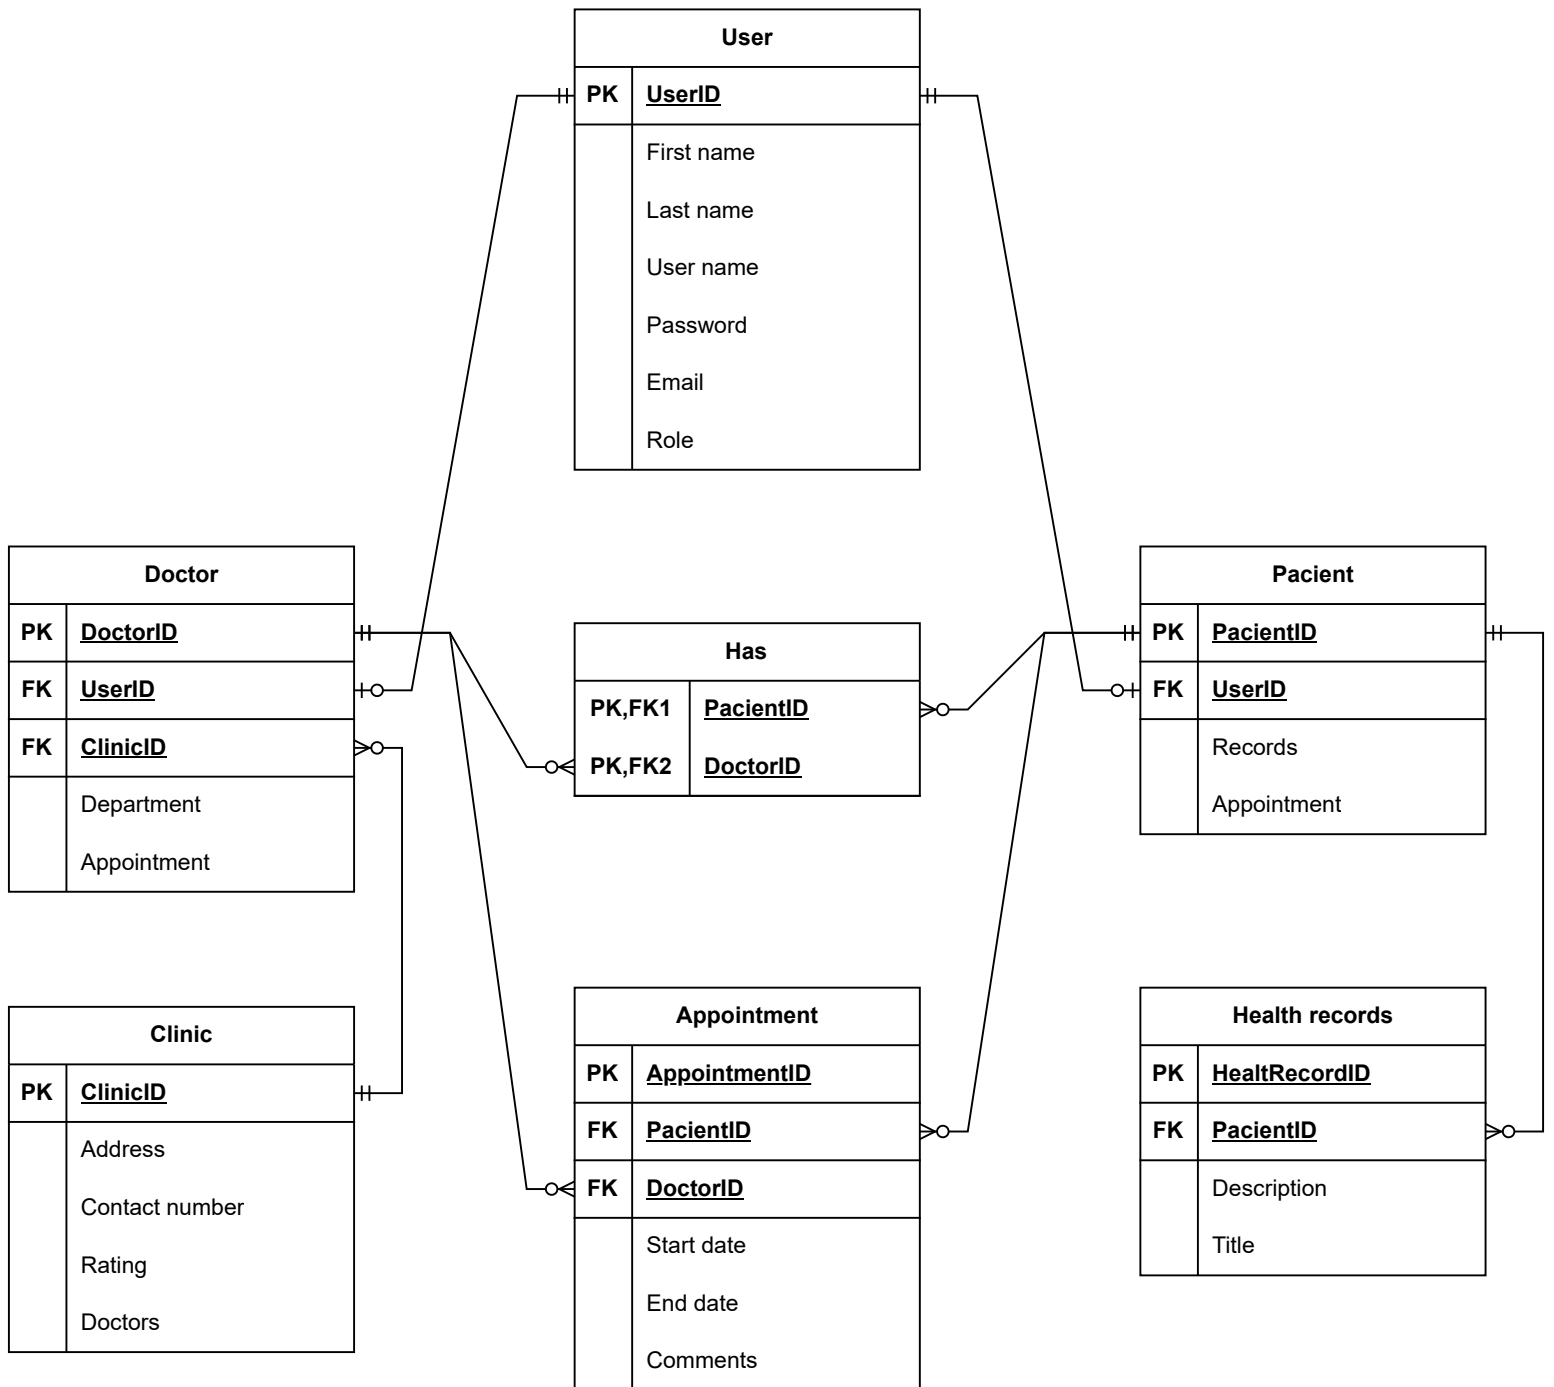 User
PK UserID
First name
Last name
User name
Password
Email
Role
Doctor
PK DoctorID
FK UserID
FK ClinicID
Department
Appointment
Has
PK,FK1 PacientID
PK,FK2 DoctorID
Pacient
PK PacientID
FK UserID
Records
Appointment
Clinic
PK ClinicID
Address
Contact number
Rating
Doctors
Appointment
PK AppointmentID
FK PacientID
FK DoctorID
Start date
End date
Comments
Health records
PK HealtRecordID
FK PacientID
Description
Title